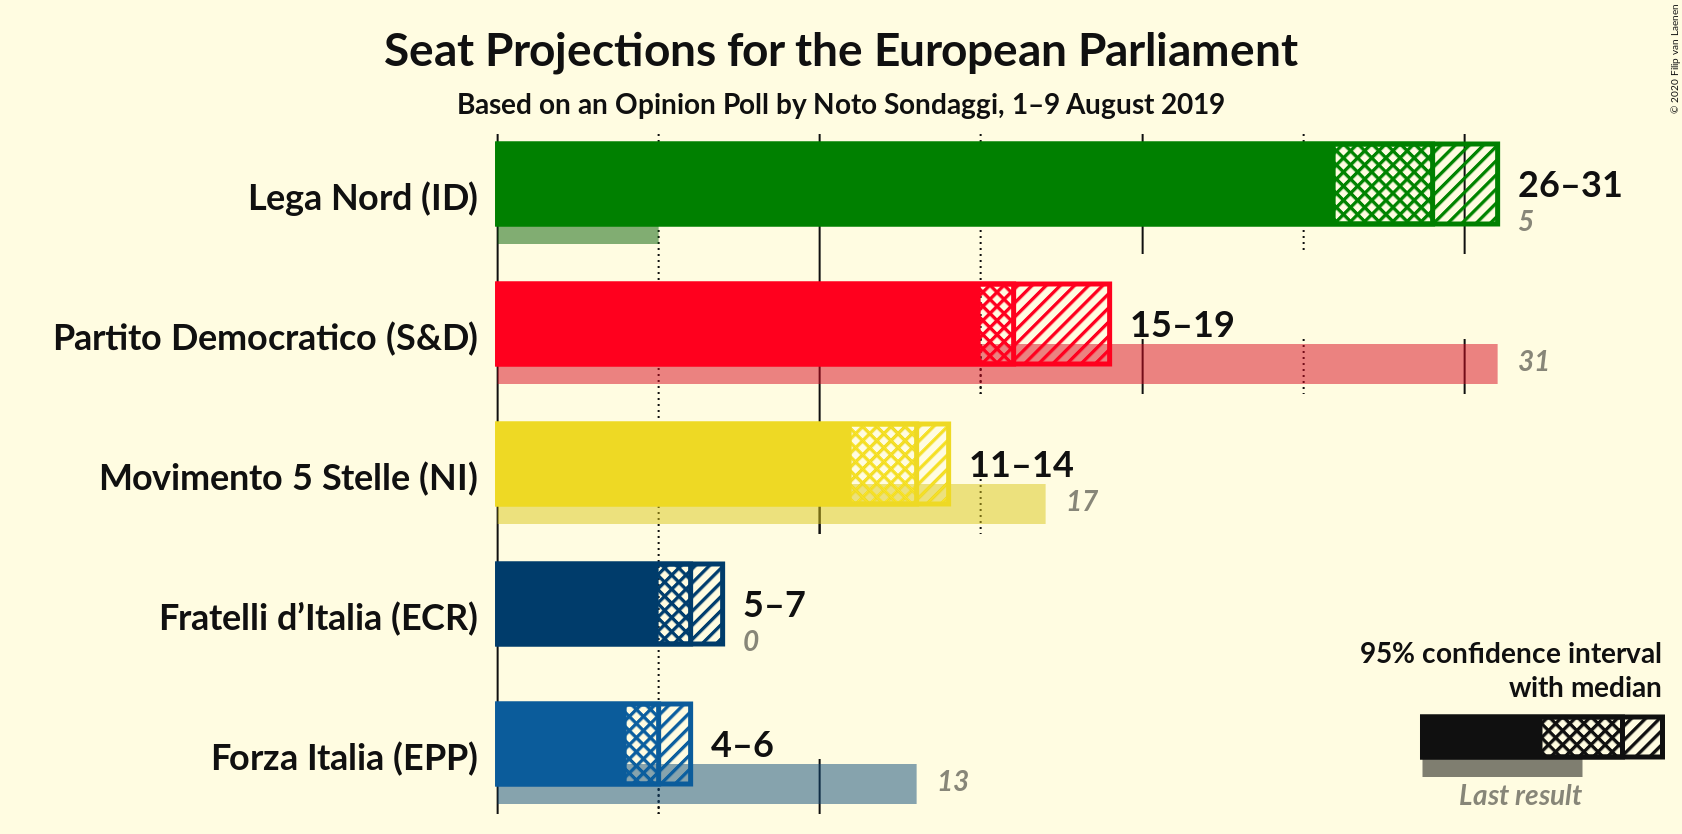 Seat Projections for the European Parliament
Based on an Opinion Poll by Noto Sondaggi, 1–9 August 2019
© 2020 Filip van Laenen
Lega Nord (ID)
26–31
5
Partito Democratico (S&D)
15–19
31
Movimento 5 Stelle (NI)
11–14
17
Fratelli d’Italia (ECR)
5–7
0
Forza Italia (EPP)
4–6
13
95% confidence interval
with median
Last result